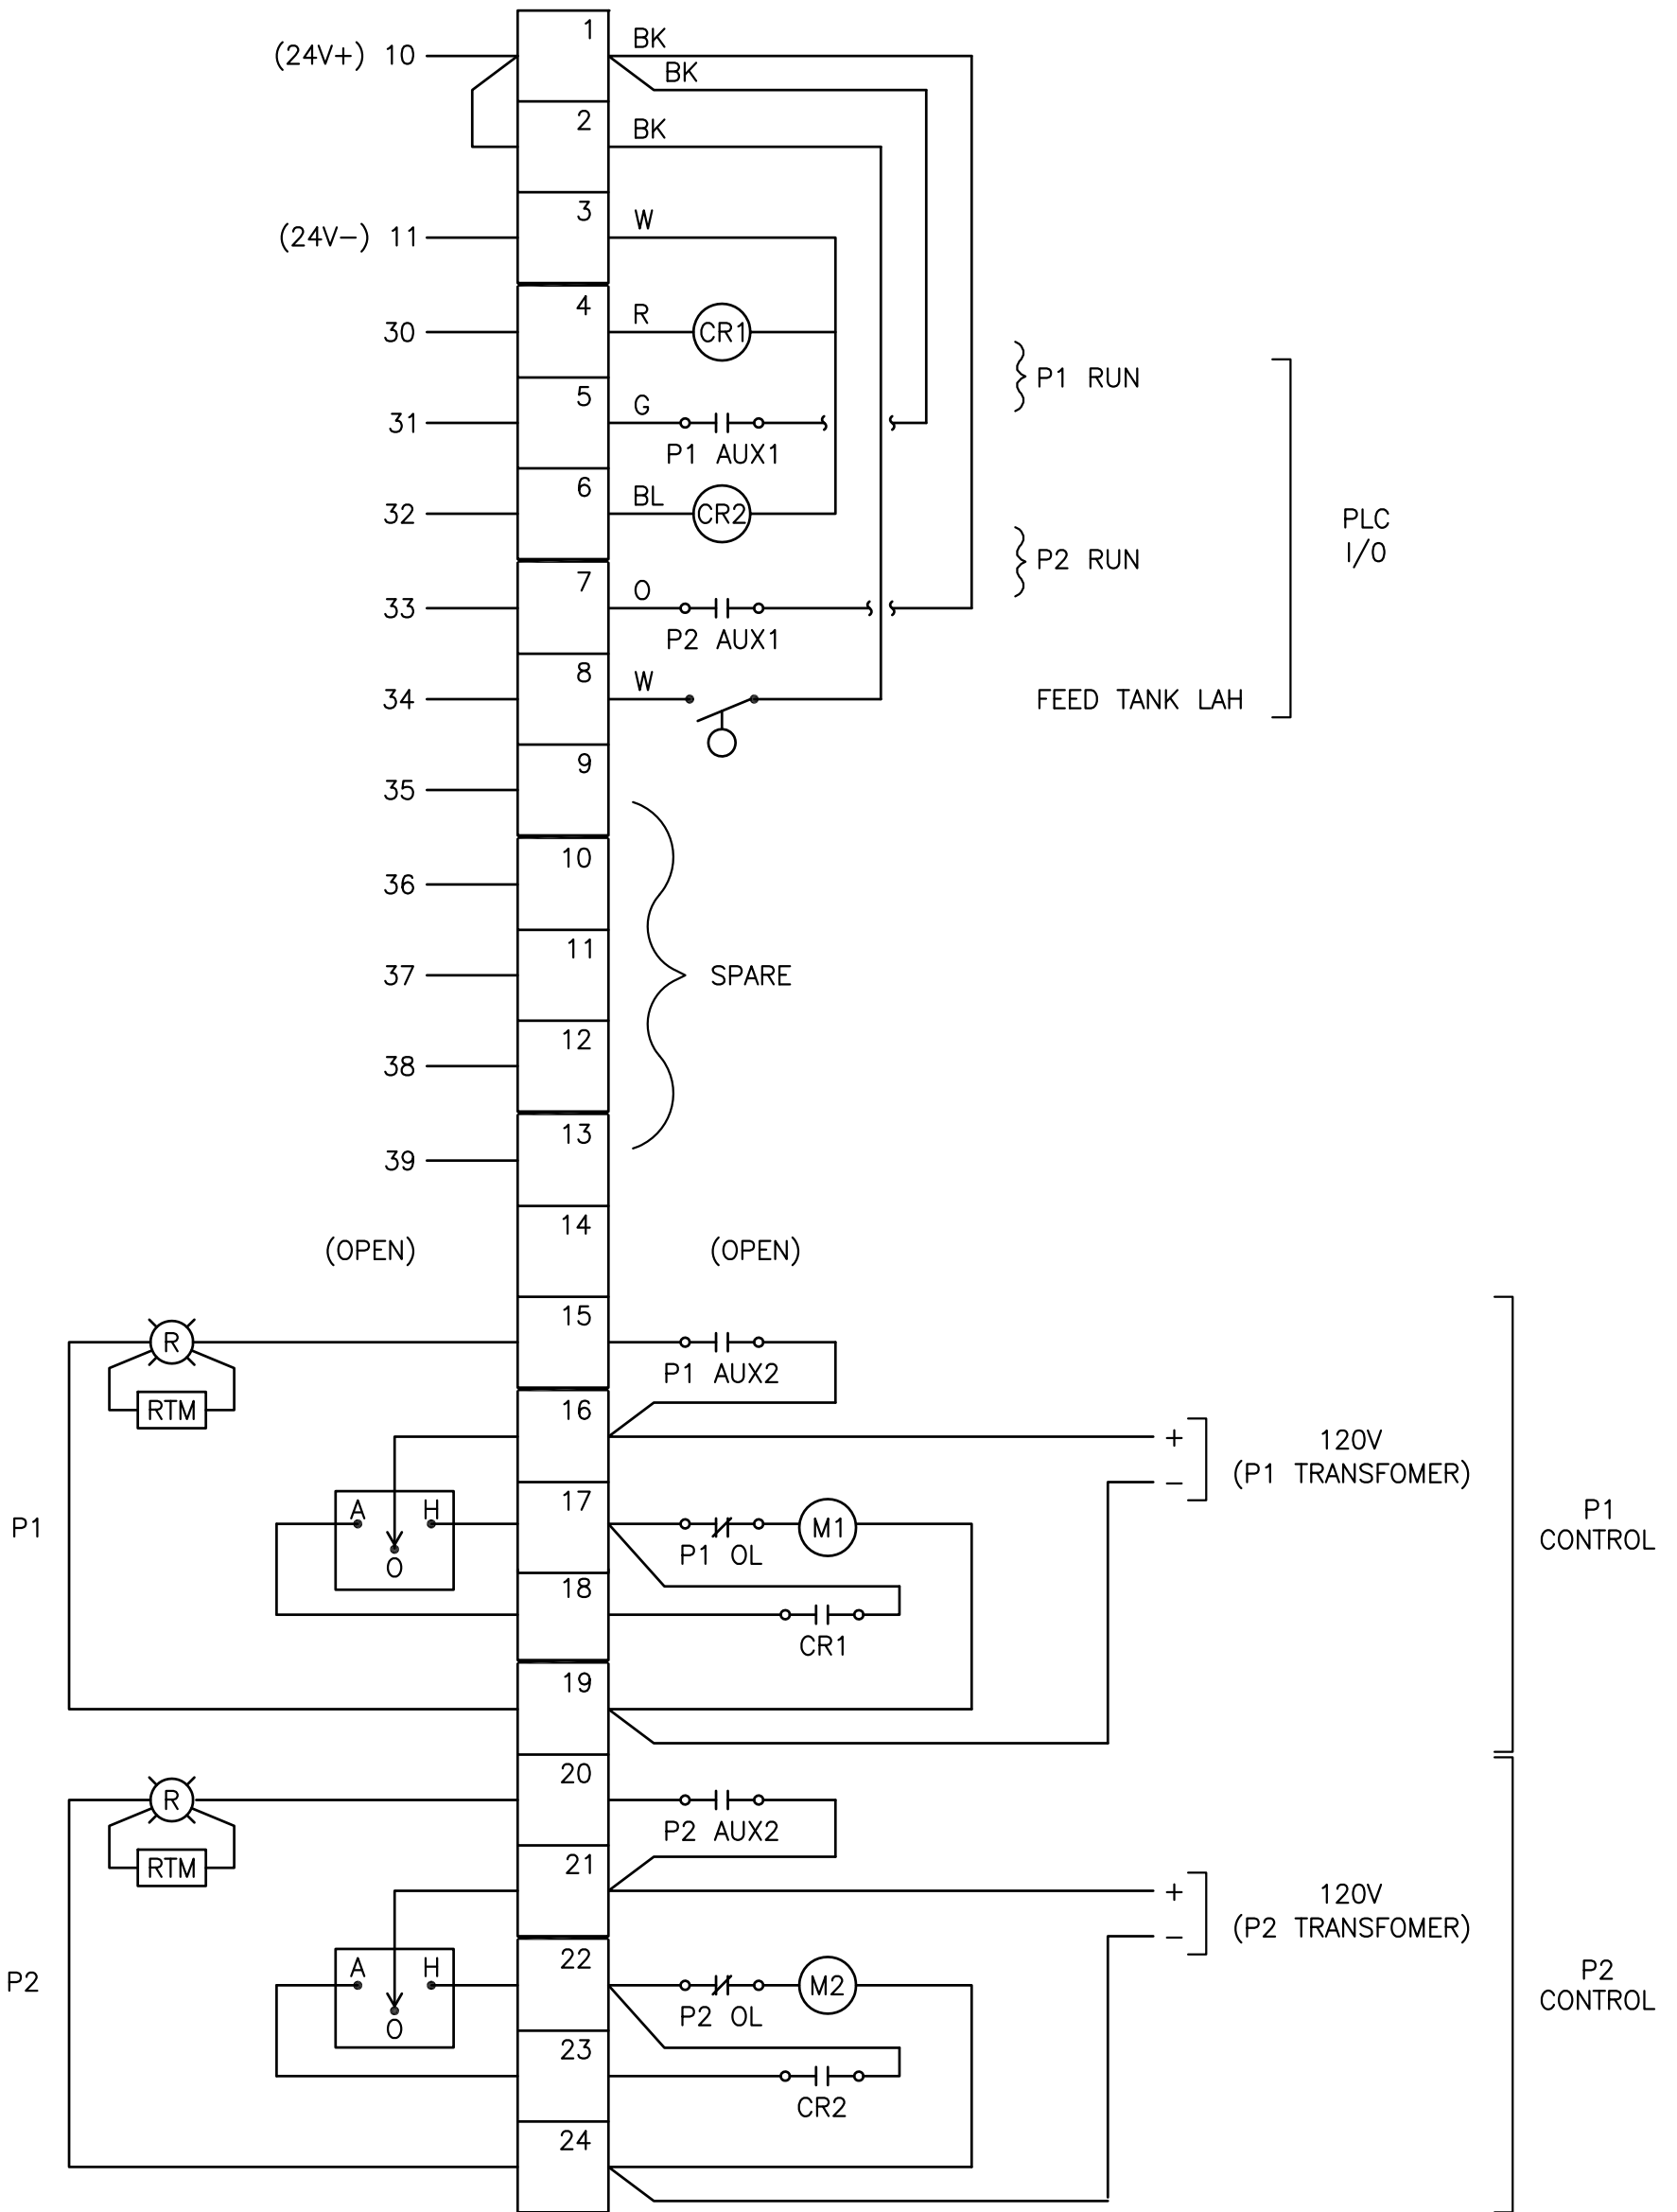 1
(24V+) 10
BK
BK
2
BK
3
(24V−) 11
W
4
30
R
CR1
P1 RUN
5
31
G
P1 AUX1
6
32
BL
CR2
PLC
I/O
P2 RUN
7
33
O
P2 AUX1
8
34
W
FEED TANK LAH
9
35
10
36
11
37
SPARE
12
38
13
39
14
(OPEN)
(OPEN)
15
R
RTM
P1 AUX2
16
+
−
120V
(P1 TRANSFOMER)
17
P1
A
H
O
P1 OL
M1
P1
CONTROL
18
CR1
19
20
R
RTM
P2 AUX2
21
+
−
120V
(P2 TRANSFOMER)
22
P2
A
H
O
P2 OL
M2
P2
CONTROL
23
CR2
24